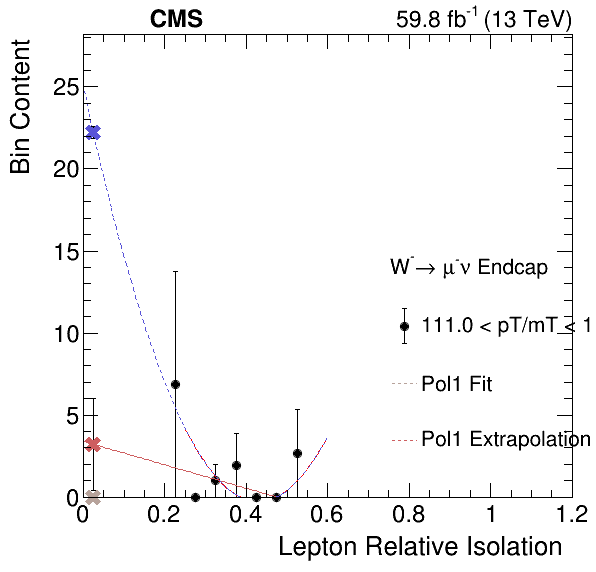 CMS 59.8 fb-1 (13 TeV)
Bin Content
25
20
15
10
5
0
W-→ μ-ν Endcap
111.0 < pT/mT < 1
Pol1 Fit
Pol1 Extrapolation
0 0.2 0.4 0.6 0.8 1 1.2
Lepton Relative Isolation